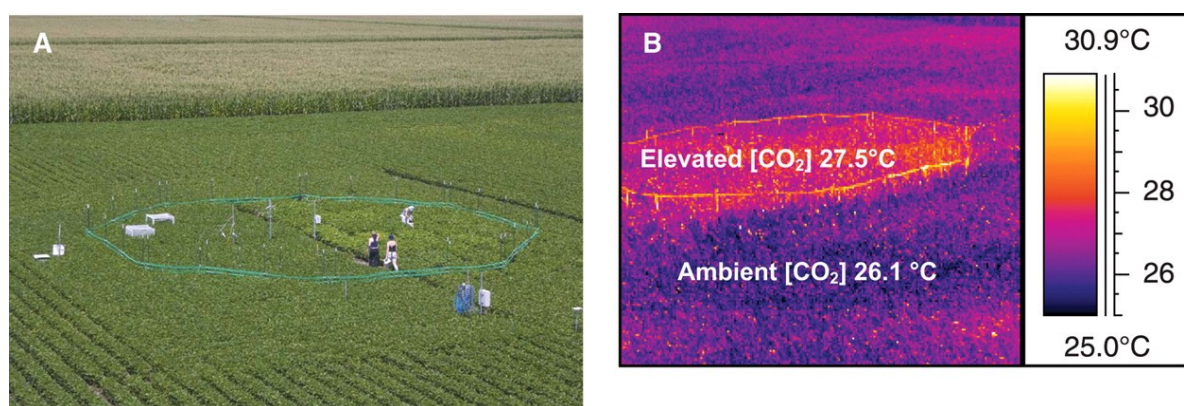 A
B
Elevated [CO₂] 27.5°C
Ambient [CO₂] 26.1 °C
30.9°C
30
28
26
25.0°C